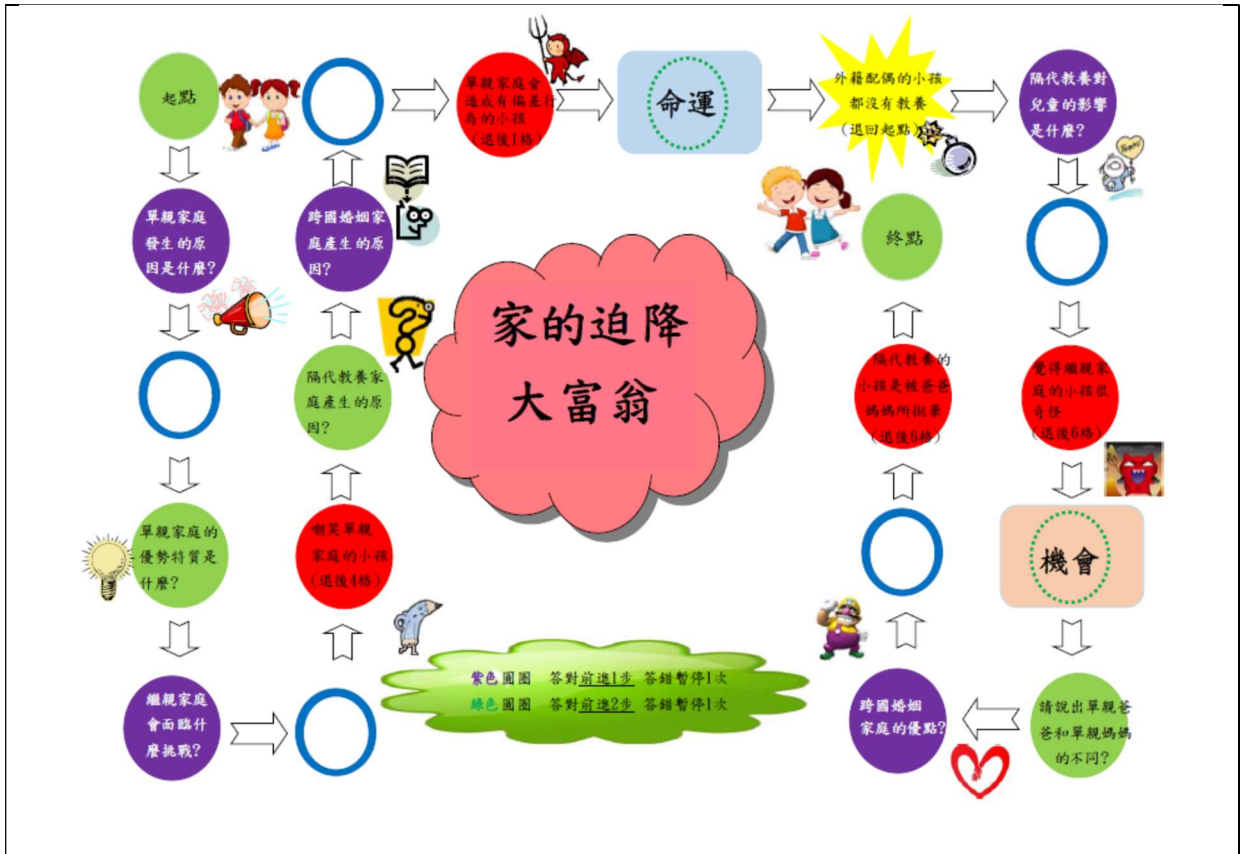 起點
單親家庭
發生的原
因是什麼?
單親家庭的
優勢特質是
什麼?
繼親家庭
會面臨什
麼挑戰?
嘲笑單親
家庭的小孩
(退後4格)
隔代教養家
庭產生的原
因?
跨國婚姻家
庭產生的原
因?
單親家庭會
造成有偏差行
為的小孩
(退後1格)
命運
外籍配偶的小孩
都沒有教養
(退回起點)
隔代教養對
兒童的影響
是什麼?
覺得繼親家
庭的小孩很
奇怪
(退後6格)
機會
請說出單親爸
爸和單親媽媽
的不同?
跨國婚姻
家庭的優點?
隔代教養的
小孩是被爸爸
媽媽所拋棄
(退後6格)
終點
家的迫降
大富翁
紫色圓圈 答對前進1步 答錯暫停1次
綠色圓圈 答對前進2步 答錯暫停1次